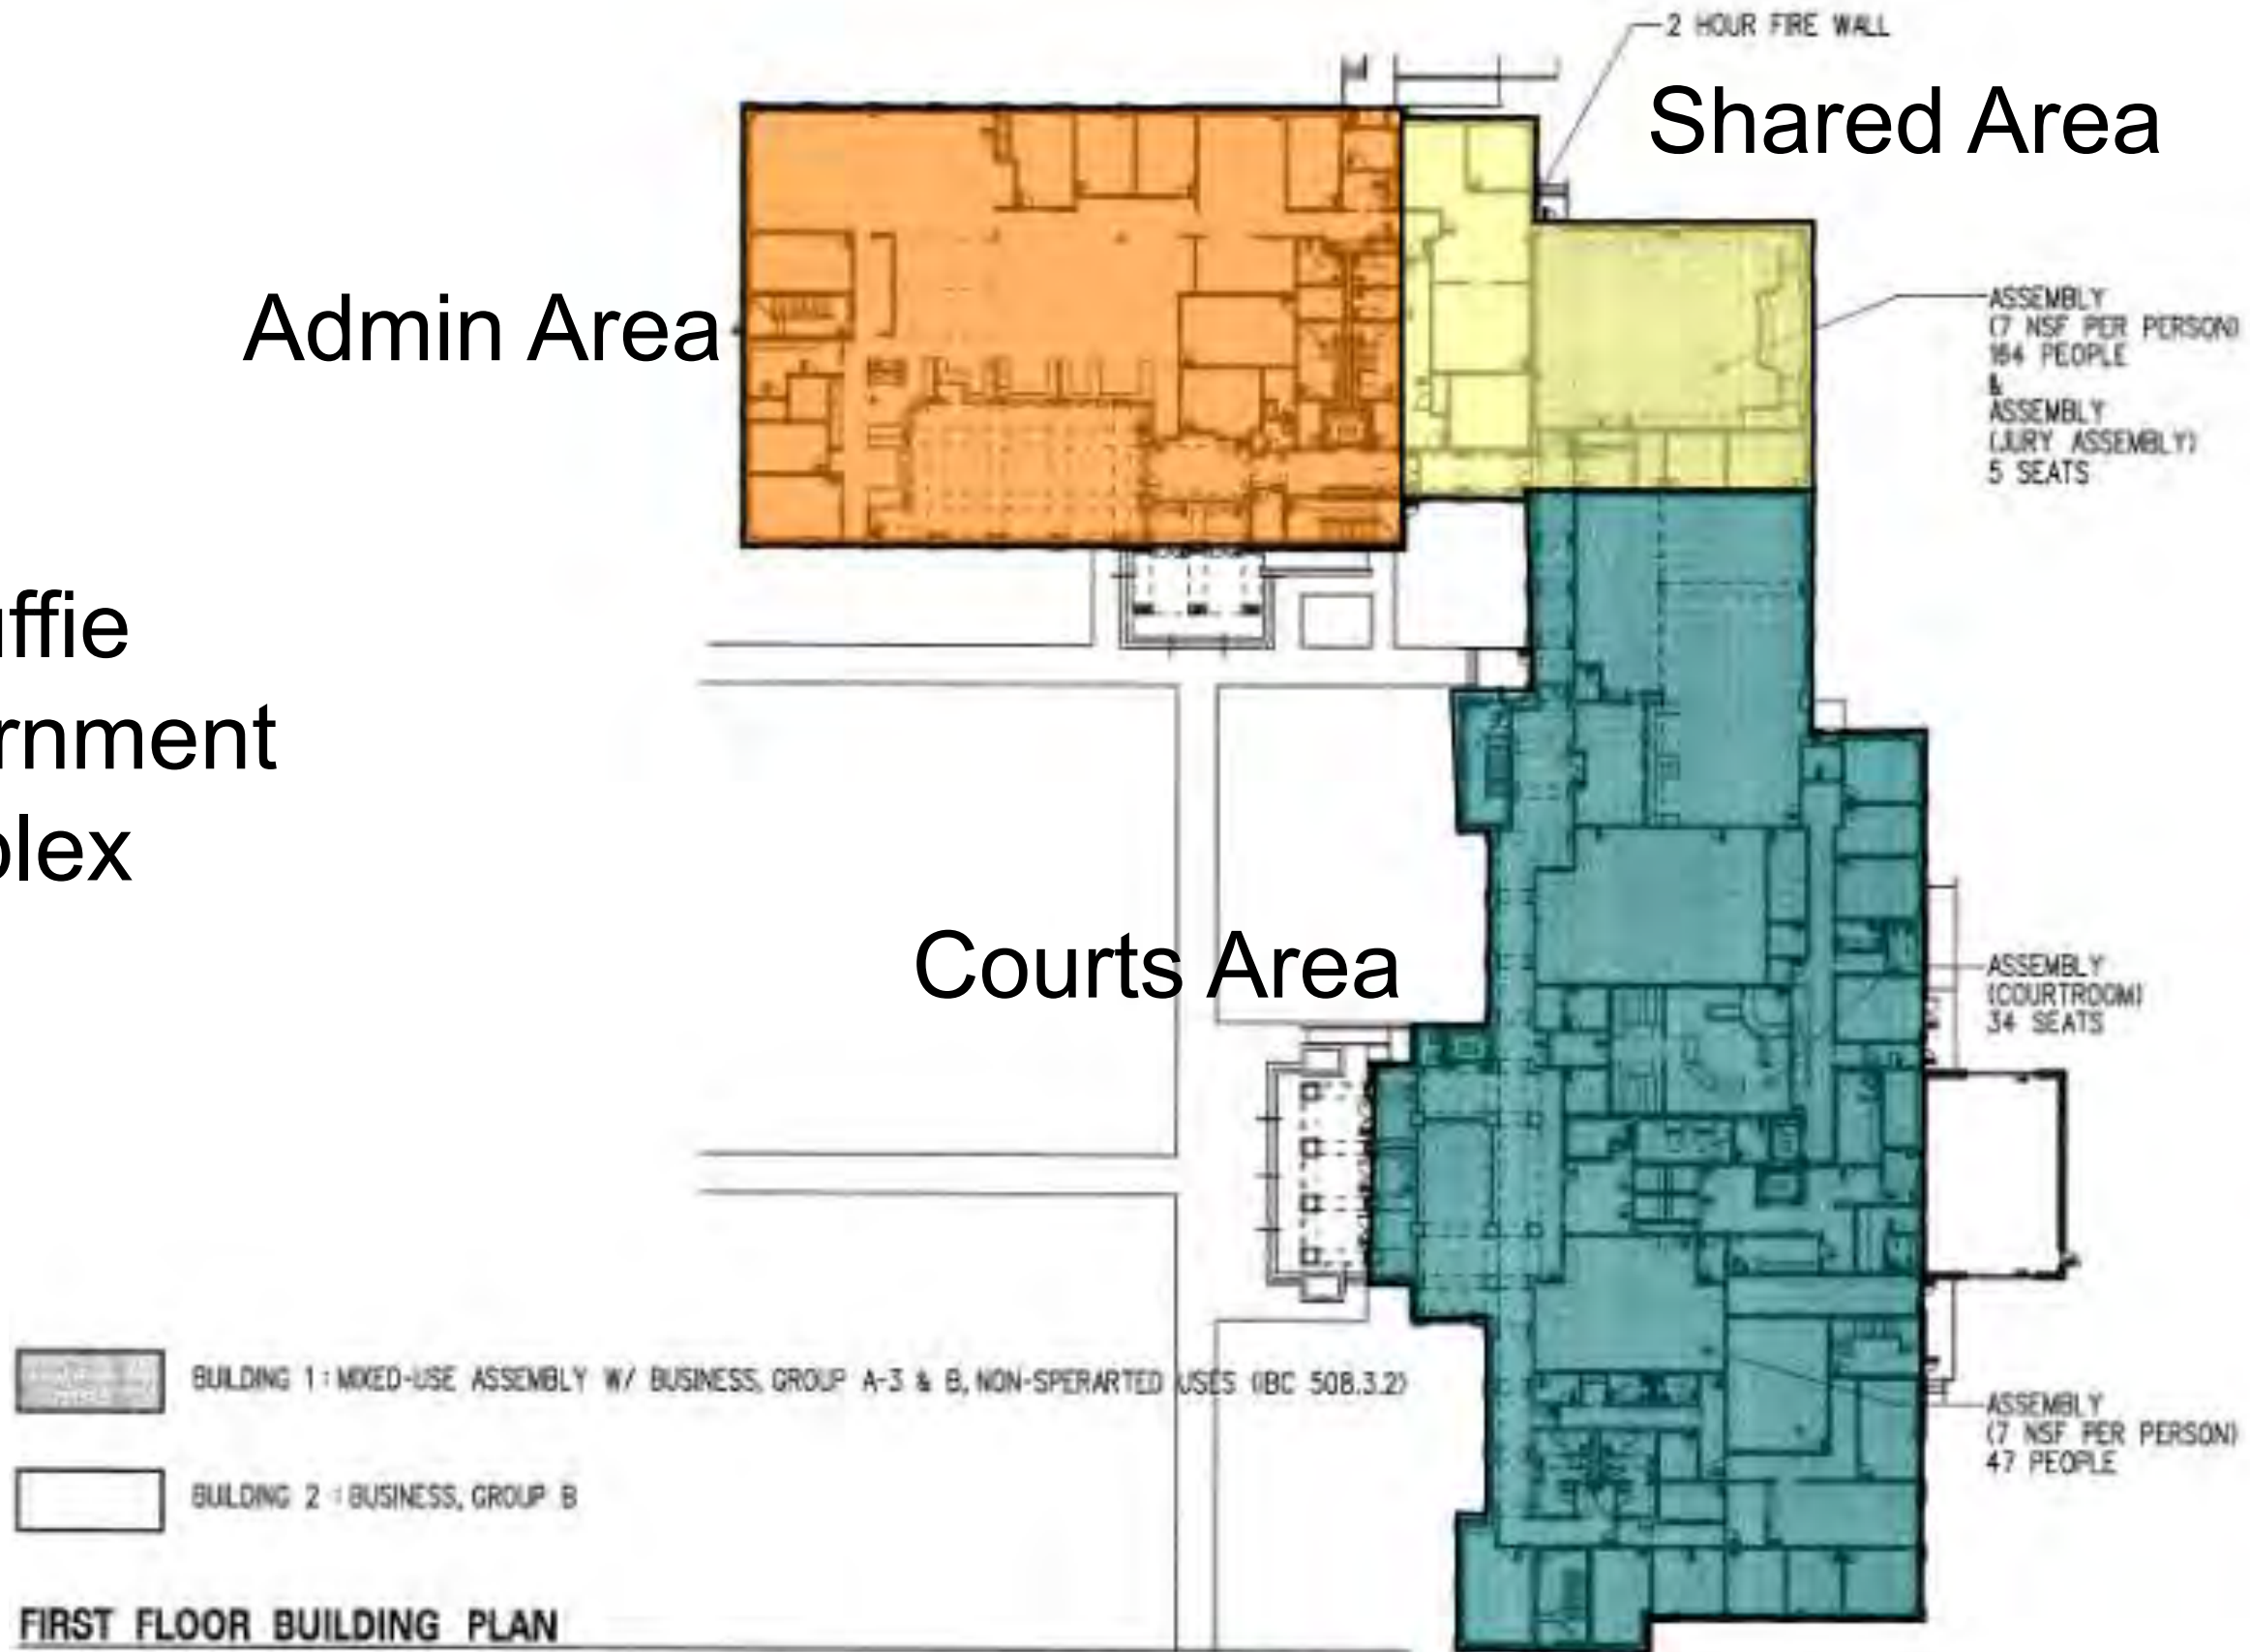 2 HOUR FIRE WALL
Shared Area
Admin Area
ASSEMBLY
(7 NSF PER PERSON)
164 PEOPLE
&
ASSEMBLY
(JURY ASSEMBLY)
5 SEATS
uffie
ernment
plex
Courts Area
ASSEMBLY
(COURTROOM)
34 SEATS
BUILDING 1 : MIXED-USE ASSEMBLY W/ BUSINESS, GROUP A-3 & B, NON-SPERARTED USES (IBC 508.3.2)
ASSEMBLY
(7 NSF PER PERSON)
47 PEOPLE
BUILDING 2 : BUSINESS, GROUP B
FIRST FLOOR BUILDING PLAN